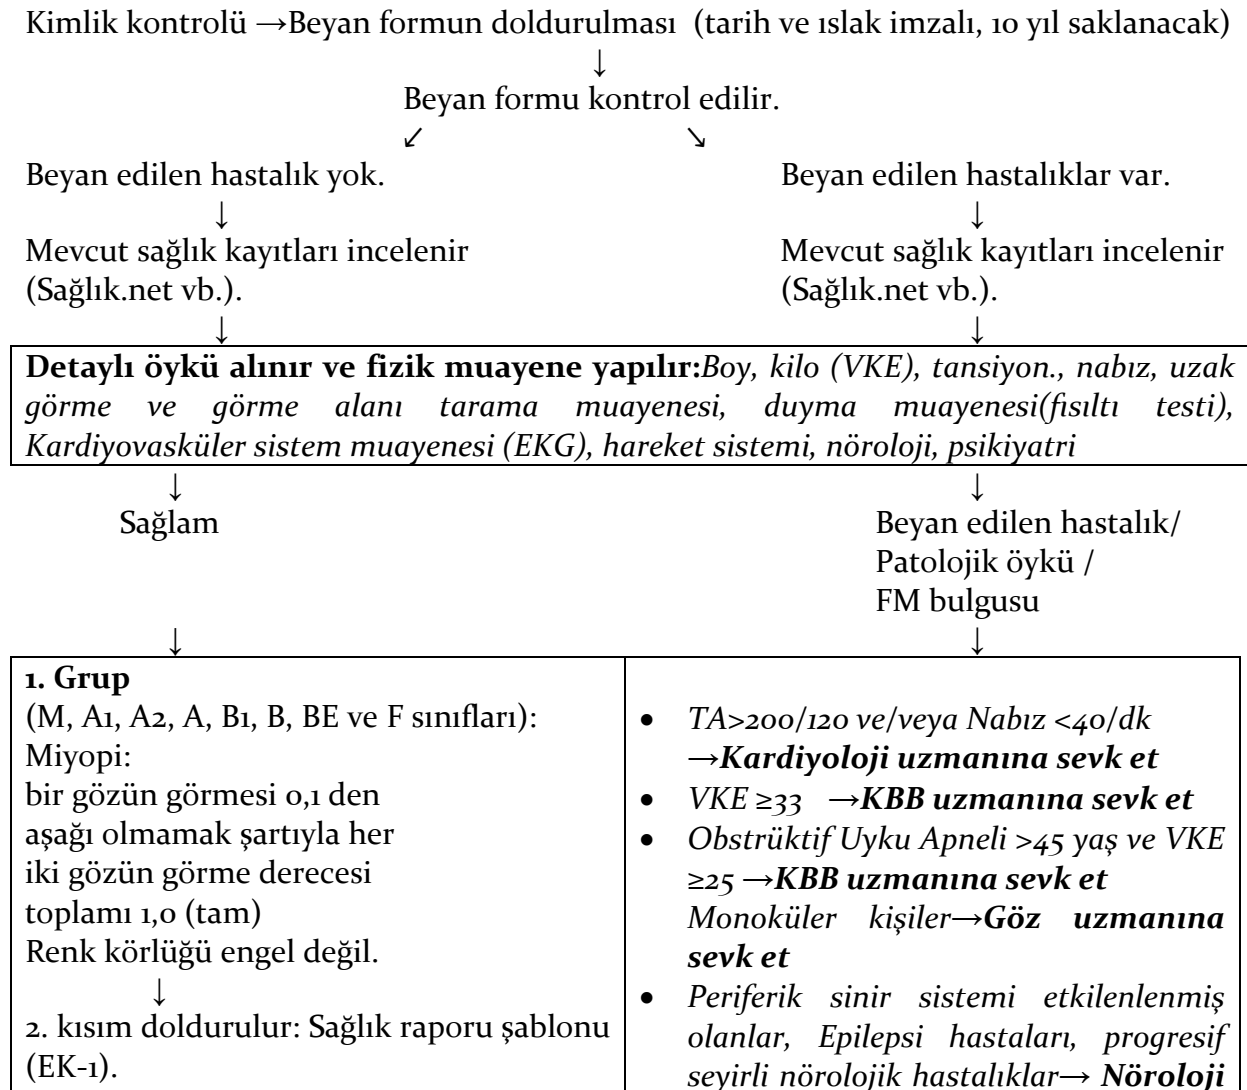 Kimlik kontrolü →Beyan formun doldurulması (tarih ve ıslak imzalı, 10 yıl saklanacak)
↓
Beyan formu kontrol edilir.
↙ ↘
Beyan edilen hastalık yok. Beyan edilen hastalıklar var.
↓ ↓
Mevcut sağlık kayıtları incelenir Mevcut sağlık kayıtları incelenir
(Sağlık.net vb.). (Sağlık.net vb.).
↓ ↓
Detaylı öykü alınır ve fizik muayene yapılır:Boy, kilo (VKE), tansiyon., nabız, uzak
görme ve görme alanı tarama muayenesi, duyma muayenesi(fısıltı testi),
Kardiyovasküler sistem muayenesi (EKG), hareket sistemi, nöroloji, psikiyatri
↓ ↓
Sağlam Beyan edilen hastalık/
Patolojik öykü /
FM bulgusu
↓ ↓
1. Grup
(M, A1, A2, A, B1, B, BE ve F sınıfları):
Miyopi:
bir gözün görmesi 0,1 den
aşağı olmamak şartıyla her
iki gözün görme derecesi
toplamı 1,0 (tam)
Renk körlüğü engel değil.
↓
2. kısım doldurulur: Sağlık raporu şablonu
(EK-1).
• TA>200/120 ve/veya Nabız <40/dk
→Kardiyoloji uzmanına sevk et
• VKE ≥33 →KBB uzmanına sevk et
• Obstrüktif Uyku Apneli >45 yaş ve VKE
≥25 →KBB uzmanına sevk et
Monoküler kişiler→Göz uzmanına
sevk et
• Periferik sinir sistemi etkilenlenmiş
olanlar, Epilepsi hastaları, progresif
seyirli nörolojik hastalıklar→ Nöroloji